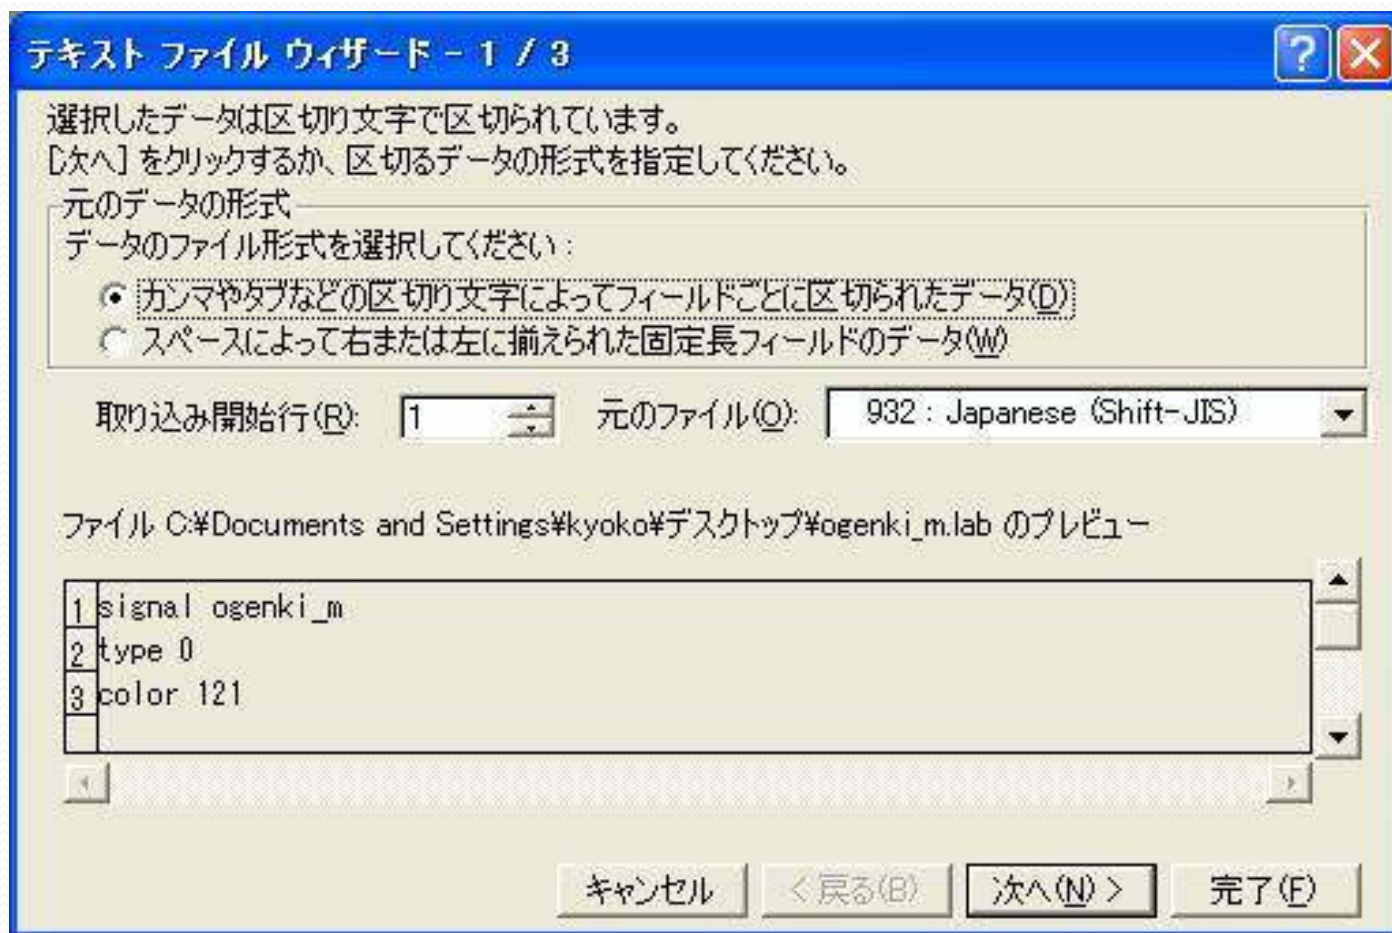 テキスト ファイル ウィザード - 1 / 3
選択したデータは区切り文字で区切られています。
[次へ] をクリックするか、区切るデータの形式を指定してください。
元のデータの形式
データのファイル形式を選択してください：
カンマやタブなどの区切り文字によってフィールドごとに区切られたデータ(D)
スペースによって右または左に揃えられた固定長フィールドのデータ(W)
取り込み開始行(R): 1 元のファイル(O): 932 : Japanese (Shift-JIS)
ファイル C:¥Documents and Settings¥kyoko¥デスクトップ¥ogenki_m.lab のプレビュー
1 signal ogenki_m
2 type 0
3 color 121
キャンセル < 戻る(B) 次へ(N) > 完了(F)